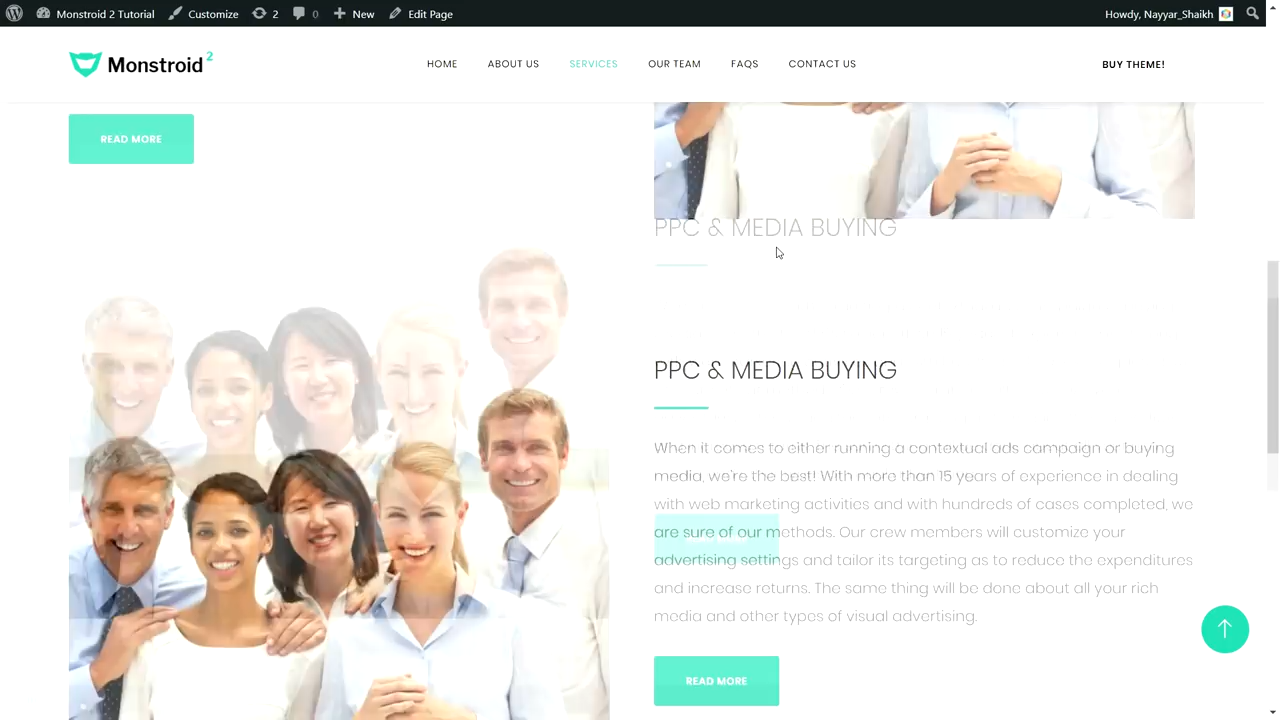 Monstroid 2 Tutorial Customize 2 0 New Edit Page Howdy, Nayyar_Shaikh
Monstroid 2 HOME ABOUT US SERVICES OUR TEAM FAQS CONTACT US BUY THEME!
READ MORE
PPC & MEDIA BUYING
PPC & MEDIA BUYING
When it comes to either running a contextual ads campaign or buying
media, we're the best! With more than 15 years of experience in dealing
with web marketing activities and with hundreds of cases completed, we
are sure of our methods. Our crew members will customize your
advertising settings and tailor its targeting as to reduce the expenditures
and increase returns. The same thing will be done about all your rich
media and other types of visual advertising.
READ MORE